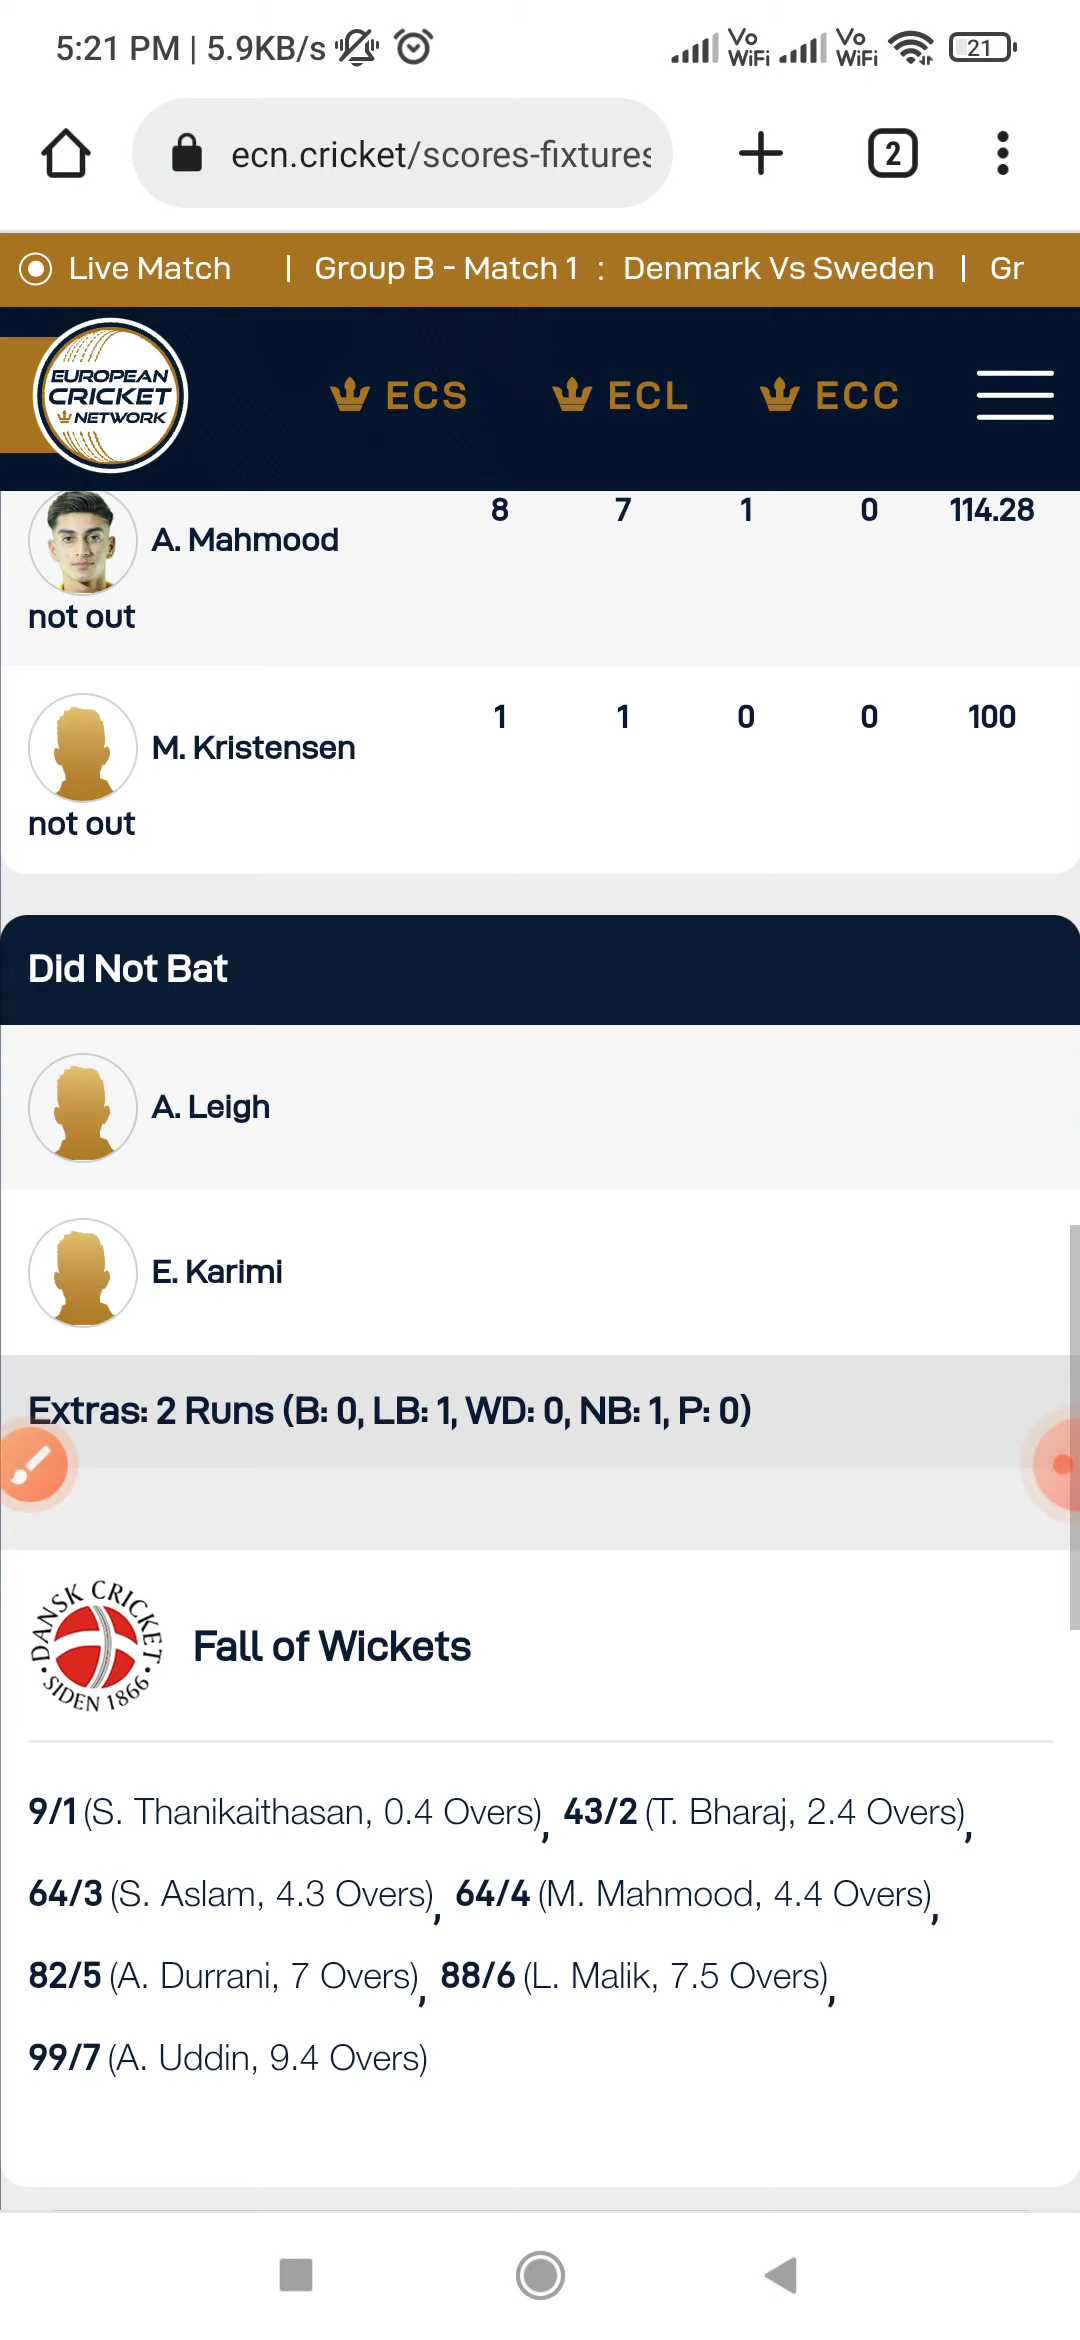 5:21 PM | 5.9KB/s Vo WiFi Vo WiFi 21
ecn.cricket/scores-fixtures 2
Live Match | Group B - Match 1 : Denmark Vs Sweden | Gr
EUROPEAN CRICKET NETWORK ECS ECL ECC
A. Mahmood 8 7 1 0 114.28
not out
M. Kristensen 1 1 0 0 100
not out
Did Not Bat
A. Leigh
E. Karimi
Extras: 2 Runs (B: 0, LB: 1, WD: 0, NB: 1, P: 0)
DANSK CRICKET · SIDEN 1866 ·
Fall of Wickets
9/1 (S. Thanikaithasan, 0.4 Overs), 43/2 (T. Bharaj, 2.4 Overs),
64/3 (S. Aslam, 4.3 Overs), 64/4 (M. Mahmood, 4.4 Overs),
82/5 (A. Durrani, 7 Overs), 88/6 (L. Malik, 7.5 Overs),
99/7 (A. Uddin, 9.4 Overs)